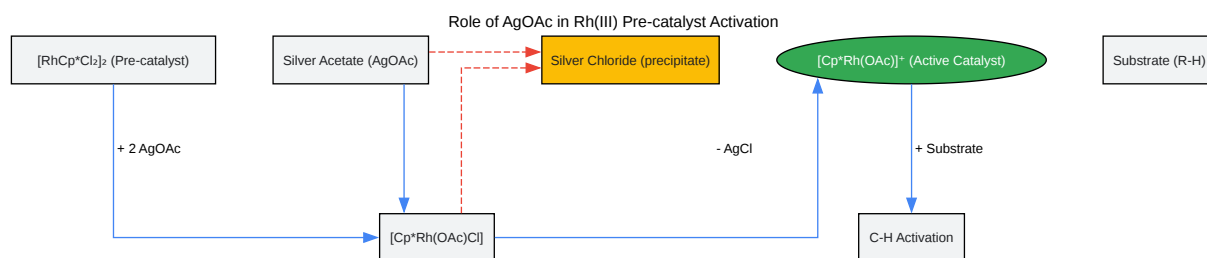 Role of AgOAc in Rh(III) Pre-catalyst Activation
[RhCp*Cl₂]₂ (Pre-catalyst)
Silver Acetate (AgOAc)
Silver Chloride (precipitate)
[Cp*Rh(OAc)]⁺ (Active Catalyst)
Substrate (R-H)
+ 2 AgOAc
- AgCl
+ Substrate
[Cp*Rh(OAc)Cl]
C-H Activation